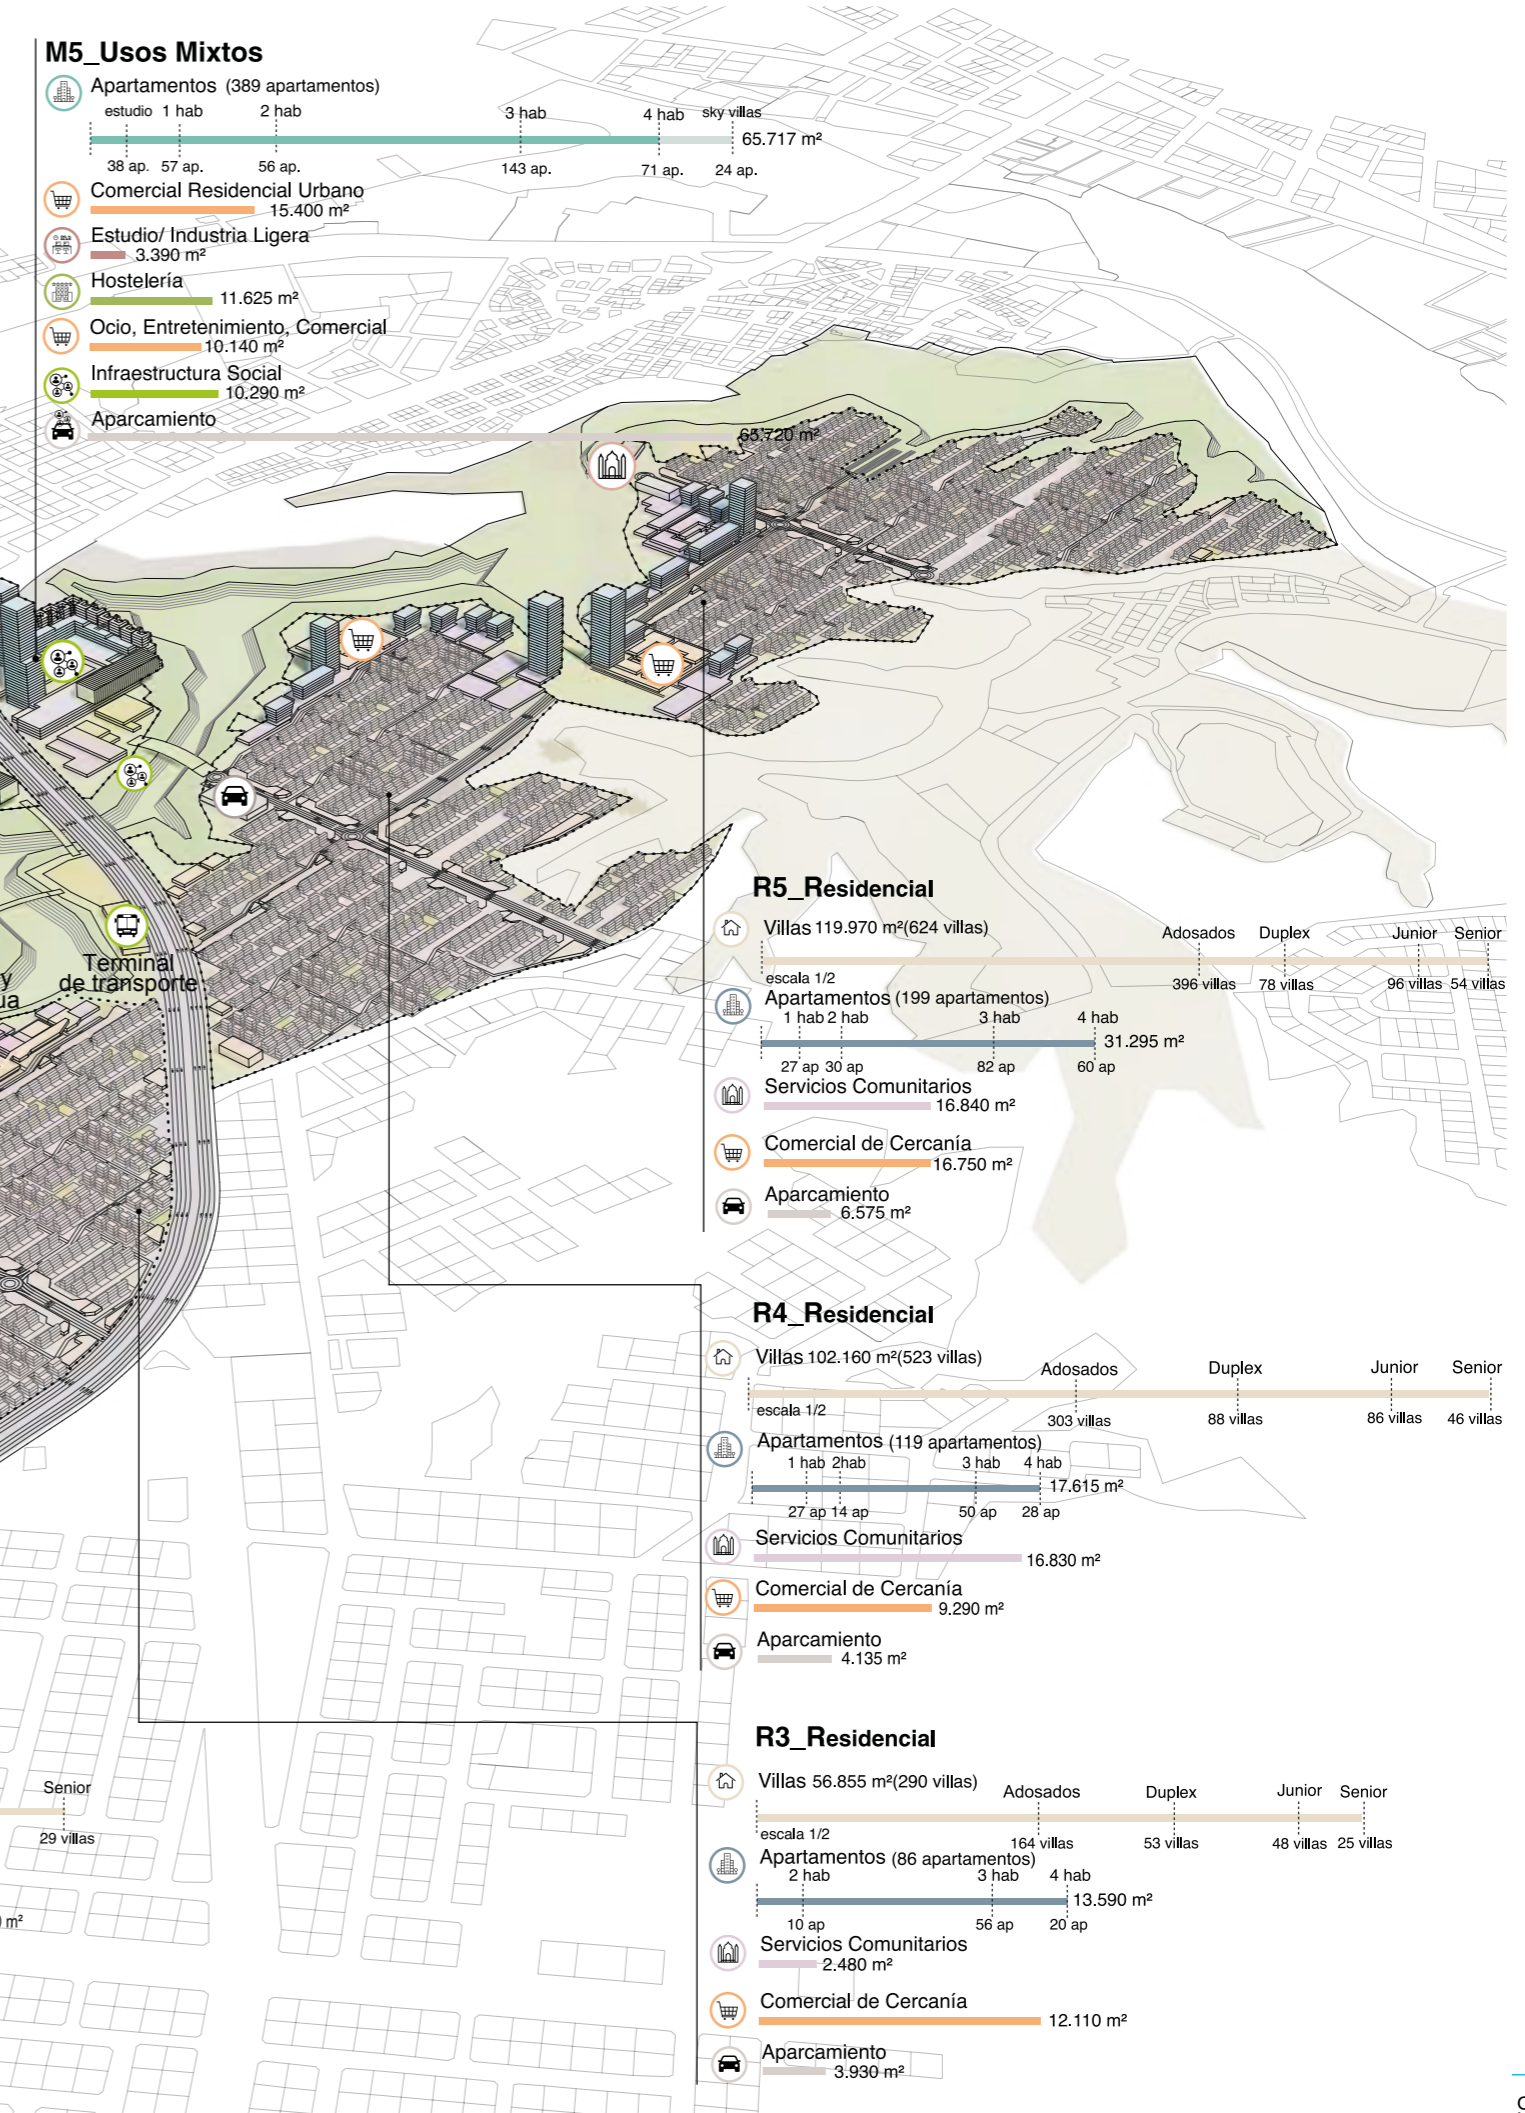 M5_Usos Mixtos
Apartamentos (389 apartamentos)
estudio 1 hab 2 hab 3 hab 4 hab sky villas
65.717 m²
38 ap. 57 ap. 56 ap. 143 ap. 71 ap. 24 ap.
Comercial Residencial Urbano
15.400 m²
Estudio/ Industria Ligera
3.390 m²
Hostelería
11.625 m²
Ocio, Entretenimiento, Comercial
10.140 m²
Infraestructura Social
10.290 m²
Aparcamiento
65.720 m²
Terminal
de transporte
y
ua
R5_Residencial
Villas 119.970 m²(624 villas)
Adosados Duplex Junior Senior
396 villas 78 villas 96 villas 54 villas
escala 1/2
Apartamentos (199 apartamentos)
1 hab 2 hab 3 hab 4 hab
31.295 m²
27 ap 30 ap 82 ap 60 ap
Servicios Comunitarios
16.840 m²
Comercial de Cercanía
16.750 m²
Aparcamiento
6.575 m²
R4_Residencial
Villas 102.160 m²(523 villas)
Adosados Duplex Junior Senior
303 villas 88 villas 86 villas 46 villas
escala 1/2
Apartamentos (119 apartamentos)
1 hab 2hab 3 hab 4 hab
17.615 m²
27 ap 14 ap 50 ap 28 ap
Servicios Comunitarios
16.830 m²
Comercial de Cercanía
9.290 m²
Aparcamiento
4.135 m²
R3_Residencial
Villas 56.855 m²(290 villas)
Adosados Duplex Junior Senior
164 villas 53 villas 48 villas 25 villas
escala 1/2
Apartamentos (86 apartamentos)
2 hab 3 hab 4 hab
13.590 m²
10 ap 56 ap 20 ap
Servicios Comunitarios
2.480 m²
Comercial de Cercanía
12.110 m²
Aparcamiento
3.930 m²
Senior
29 villas
m²